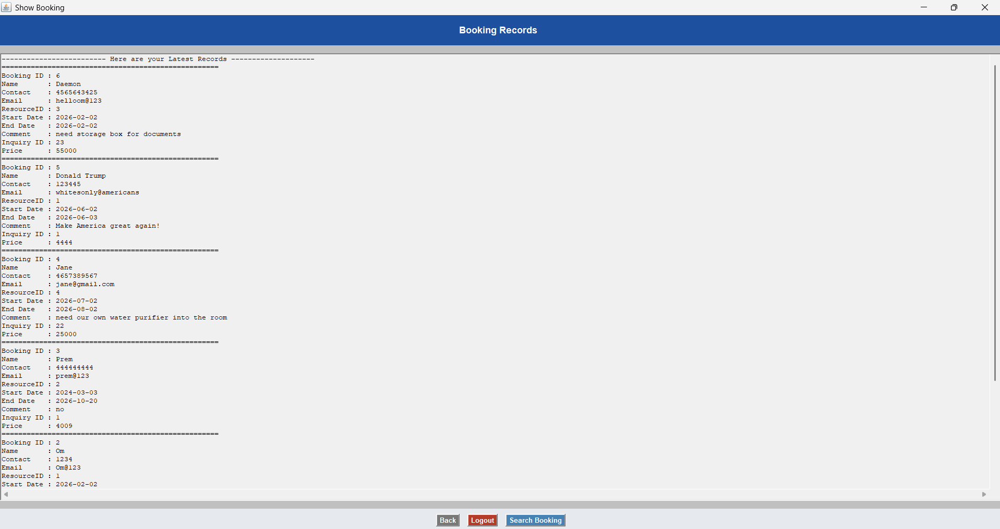 Show Booking
Booking Records
------------------------- Here are your Latest Records --------------------
====================================================
Booking ID : 6
Name       : Daemon
Contact    : 4565643425
Email      : helloom@123
ResourceID : 3
Start Date : 2026-02-02
End Date   : 2026-02-02
Comment    : need storage box for documents
Inquiry ID : 23
Price      : 55000
====================================================
Booking ID : 5
Name       : Donald Trump
Contact    : 123445
Email      : whitesonly@americans
ResourceID : 1
Start Date : 2026-06-02
End Date   : 2026-06-03
Comment    : Make America great again!
Inquiry ID : 1
Price      : 4444
====================================================
Booking ID : 4
Name       : Jane
Contact    : 4657389567
Email      : jane@gmail.com
ResourceID : 4
Start Date : 2026-07-02
End Date   : 2026-08-02
Comment    : need our own water purifier into the room
Inquiry ID : 22
Price      : 25000
====================================================
Booking ID : 3
Name       : Prem
Contact    : 444444444
Email      : prem@123
ResourceID : 2
Start Date : 2024-03-03
End Date   : 2026-10-20
Comment    : no
Inquiry ID : 1
Price      : 4009
====================================================
Booking ID : 2
Name       : Om
Contact    : 1234
Email      : Om@123
ResourceID : 1
Start Date : 2026-02-02
Back Logout Search Booking